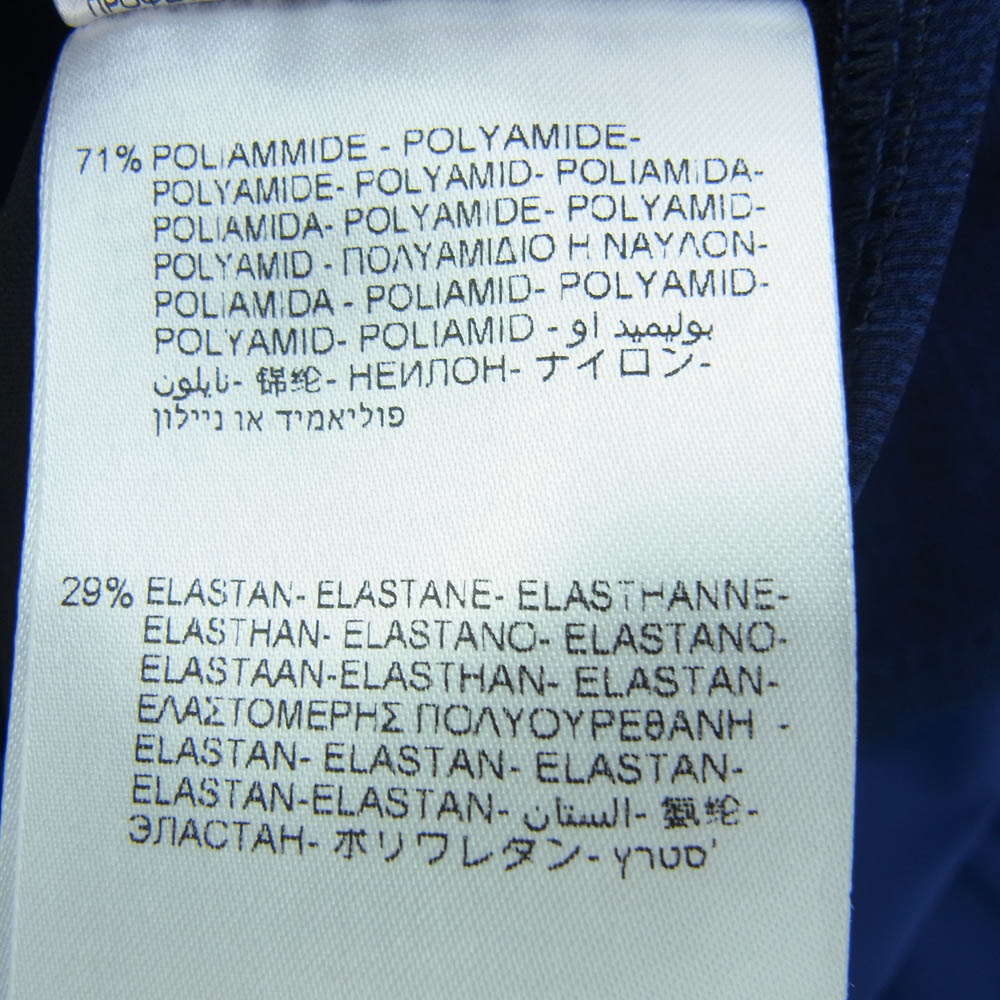 71% POLIAMMIDE - POLYAMIDE-
POLYAMIDE- POLYAMID- POLIAMIDA-
POLIAMIDA- POLYAMIDE- POLYAMID-
POLYAMID - ΠΟΛΥΑΜΙΔΙΟ Η ΝΑΥΛΟΝ-
POLIAMIDA - POLIAMID- POLYAMID-
POLYAMID- POLIAMID - بوليميد او
نايلون- 锦纶- НЕЙЛОН- ナイロン-
פוליאמיד או ניילון
29% ELASTAN- ELASTANE- ELASTHANNE-
ELASTHAN- ELASTANO- ELASTANO-
ELASTAAN-ELASTHAN- ELASTAN-
ΕΛΑΣΤΟΜΕΡΗΣ ΠΟΛΥΟΥΡΕΘΑΝΗ -
ELASTAN- ELASTAN- ELASTAN-
ELASTAN-ELASTAN- الستان- 氨纶-
ЭЛАСТАН- ポリウレタン- סטרץ'